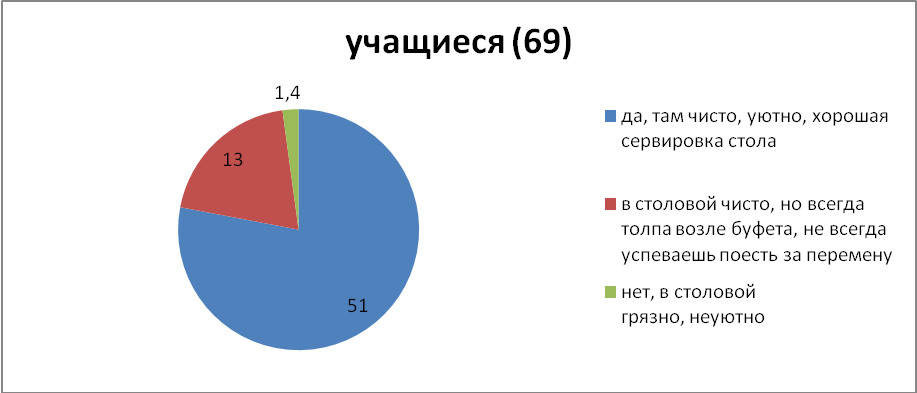 учащиеся (69)
1,4
13
51
да, там чисто, уютно, хорошая
сервировка стола
в столовой чисто, но всегда
толпа возле буфета, не всегда
успеваешь поесть за перемену
нет, в столовой
грязно, неуютно